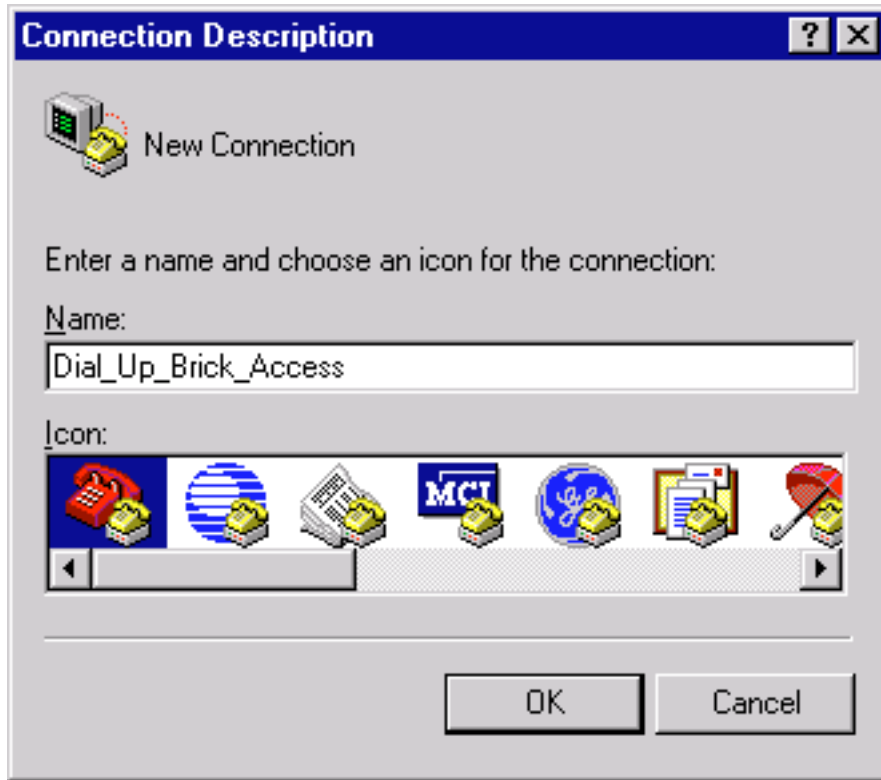 Connection Description
New Connection
Enter a name and choose an icon for the connection:
Name:
Dial_Up_Brick_Access
Icon:
MCI
OK Cancel